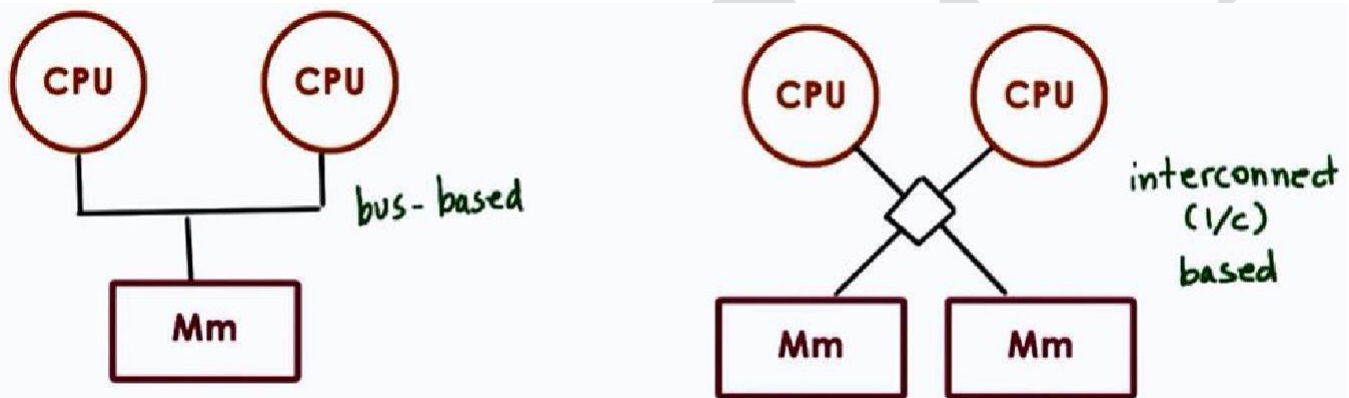 CPU
CPU
bus-based
Mm
CPU
CPU
interconnect
(I/c)
based
Mm
Mm